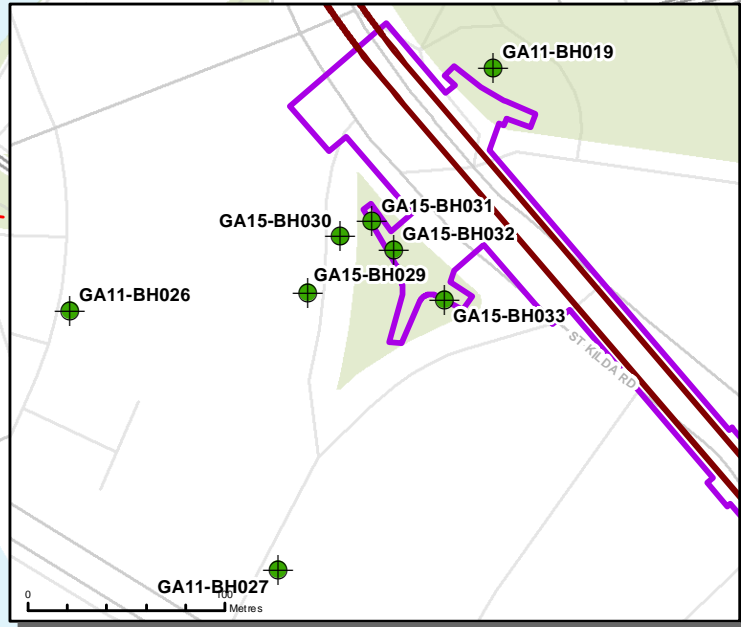 GA11-BH019
GA15-BH031
GA15-BH030
GA15-BH032
GA15-BH029
GA11-BH026
GA15-BH033
ST KILDA RD
GA11-BH027
0 100
Metres